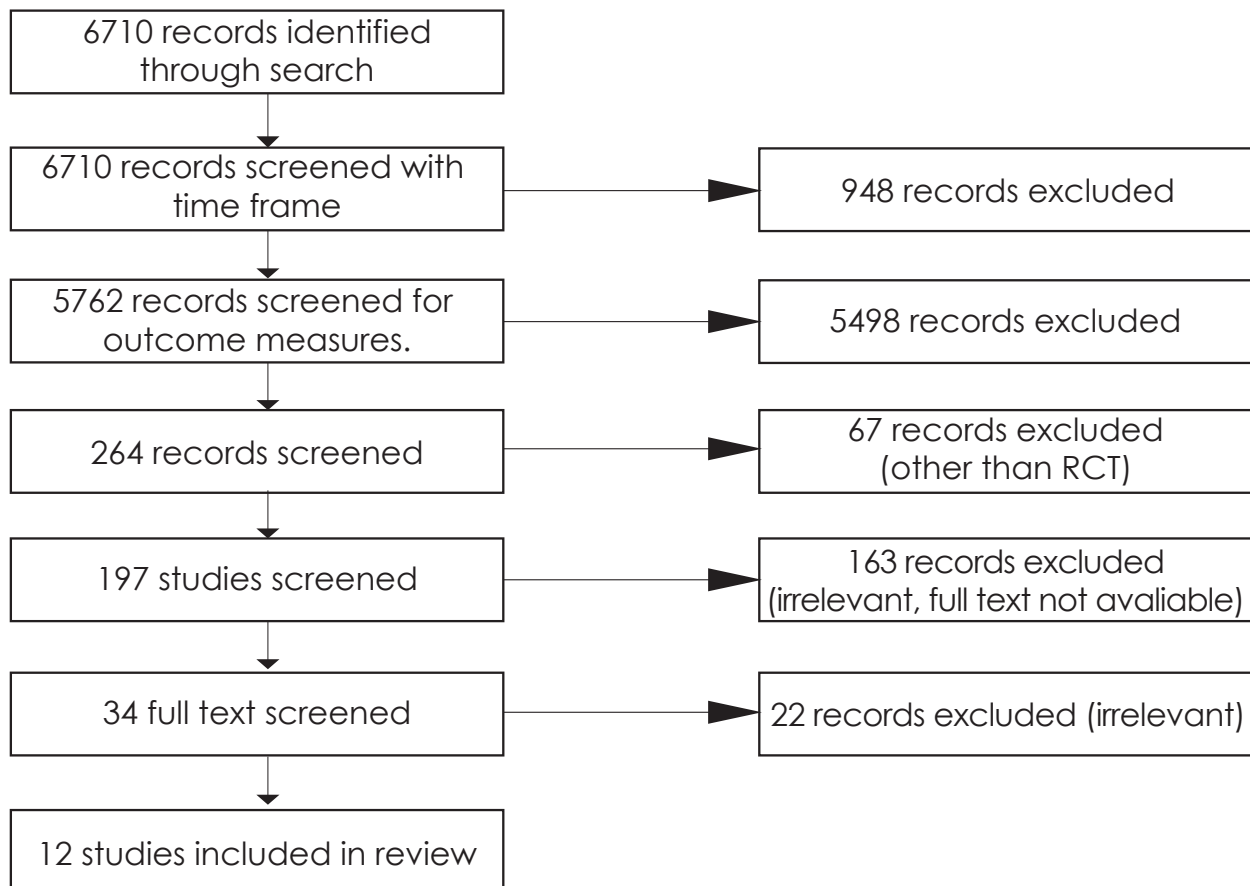 6710 records identified
through search
6710 records screened with
time frame
948 records excluded
5762 records screened for
outcome measures.
5498 records excluded
264 records screened
67 records excluded
(other than RCT)
197 studies screened
163 records excluded
(irrelevant, full text not avaliable)
34 full text screened
22 records excluded (irrelevant)
12 studies included in review